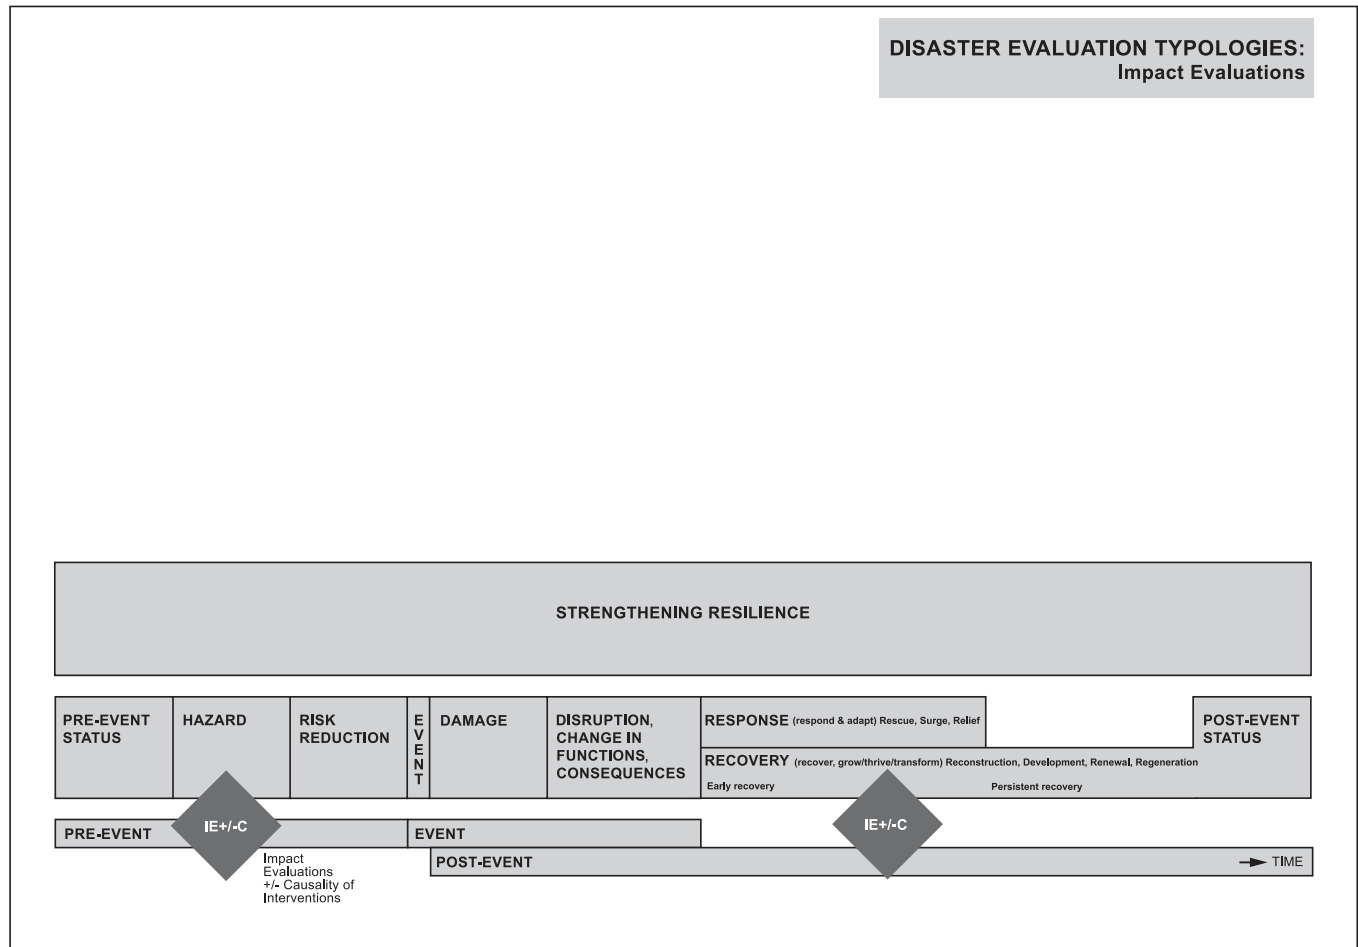 DISASTER EVALUATION TYPOLOGIES:
Impact Evaluations
STRENGTHENING RESILIENCE
PRE-EVENT
STATUS
HAZARD
RISK
REDUCTION
EVENT
DAMAGE
DISRUPTION,
CHANGE IN
FUNCTIONS,
CONSEQUENCES
RESPONSE (respond & adapt) Rescue, Surge, Relief
RECOVERY (recover, grow/thrive/transform) Reconstruction, Development, Renewal, Regeneration
Early recovery
Persistent recovery
POST-EVENT
STATUS
PRE-EVENT
IE+/-C
EVENT
IE+/-C
POST-EVENT
TIME
Impact
Evaluations
+/- Causality of
Interventions